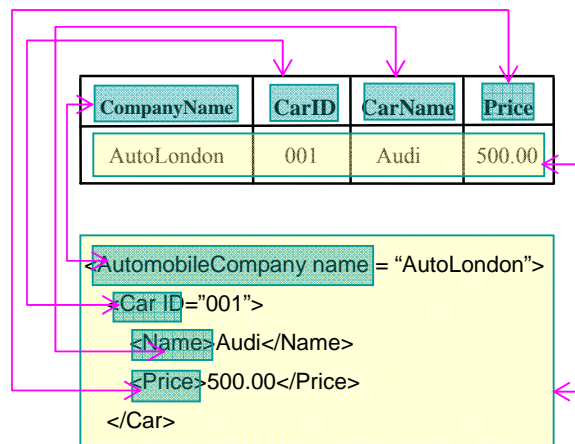 CompanyName CarID CarName Price
AutoLondon 001 Audi 500.00
<AutomobileCompany name = “AutoLondon”>
<Car ID=”001”>
<Name>Audi</Name>
<Price>500.00</Price>
</Car>